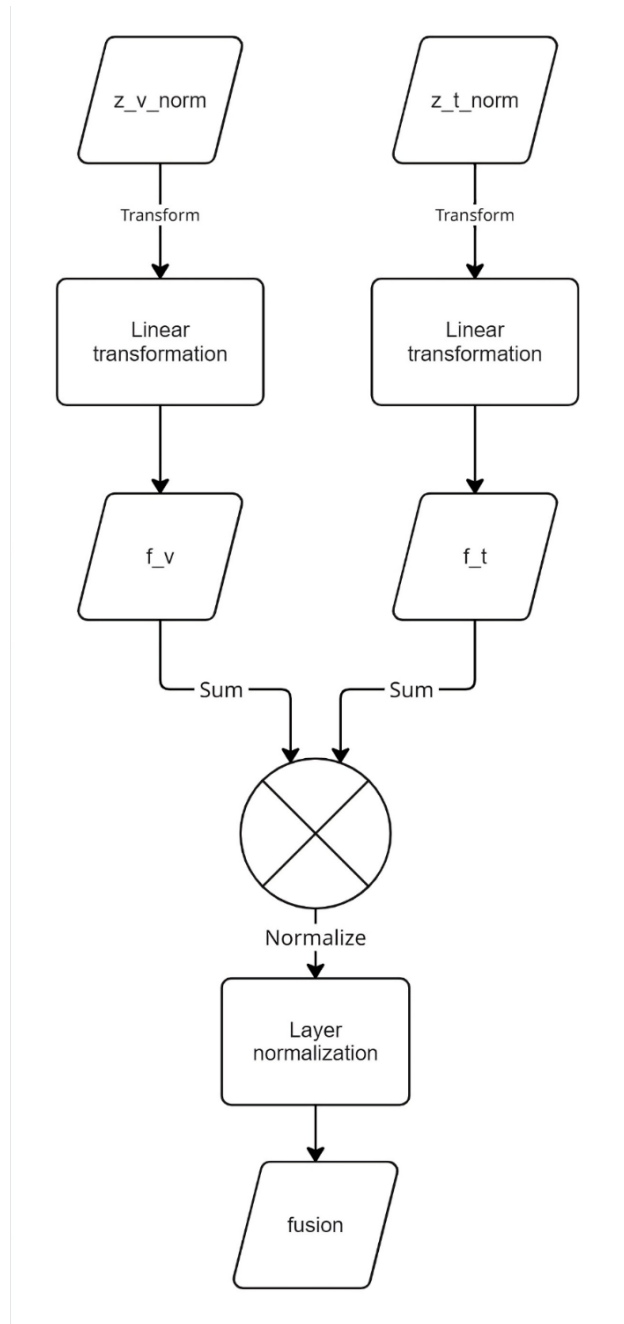 z_v_norm
z_t_norm
Transform
Transform
Linear
transformation
Linear
transformation
f_v
f_t
Sum
Sum
Normalize
Layer
normalization
fusion